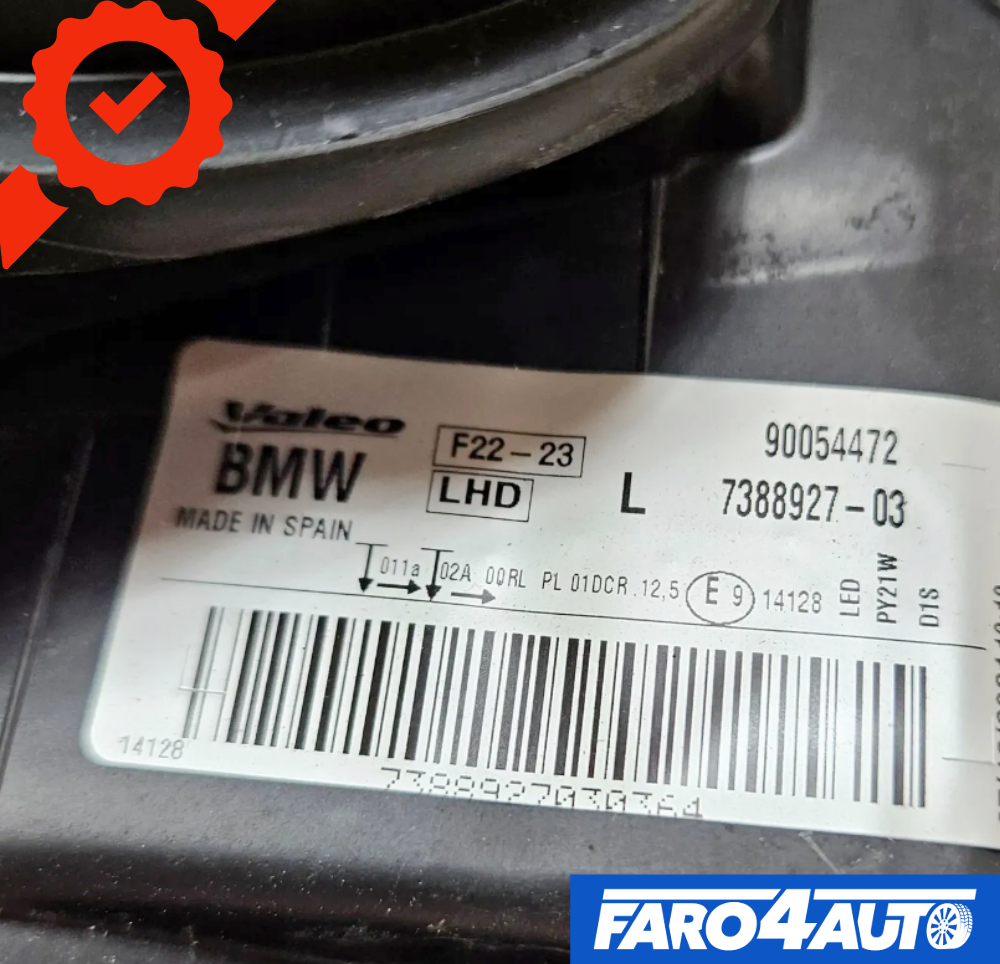 Valeo
BMW
MADE IN SPAIN
F22-23
LHD
L
90054472
7388927-03
011a 02A 00RL PL 01DCR 12,5 E 9 14128
LED
PY21W
D1S
14128
FARO4AUTO